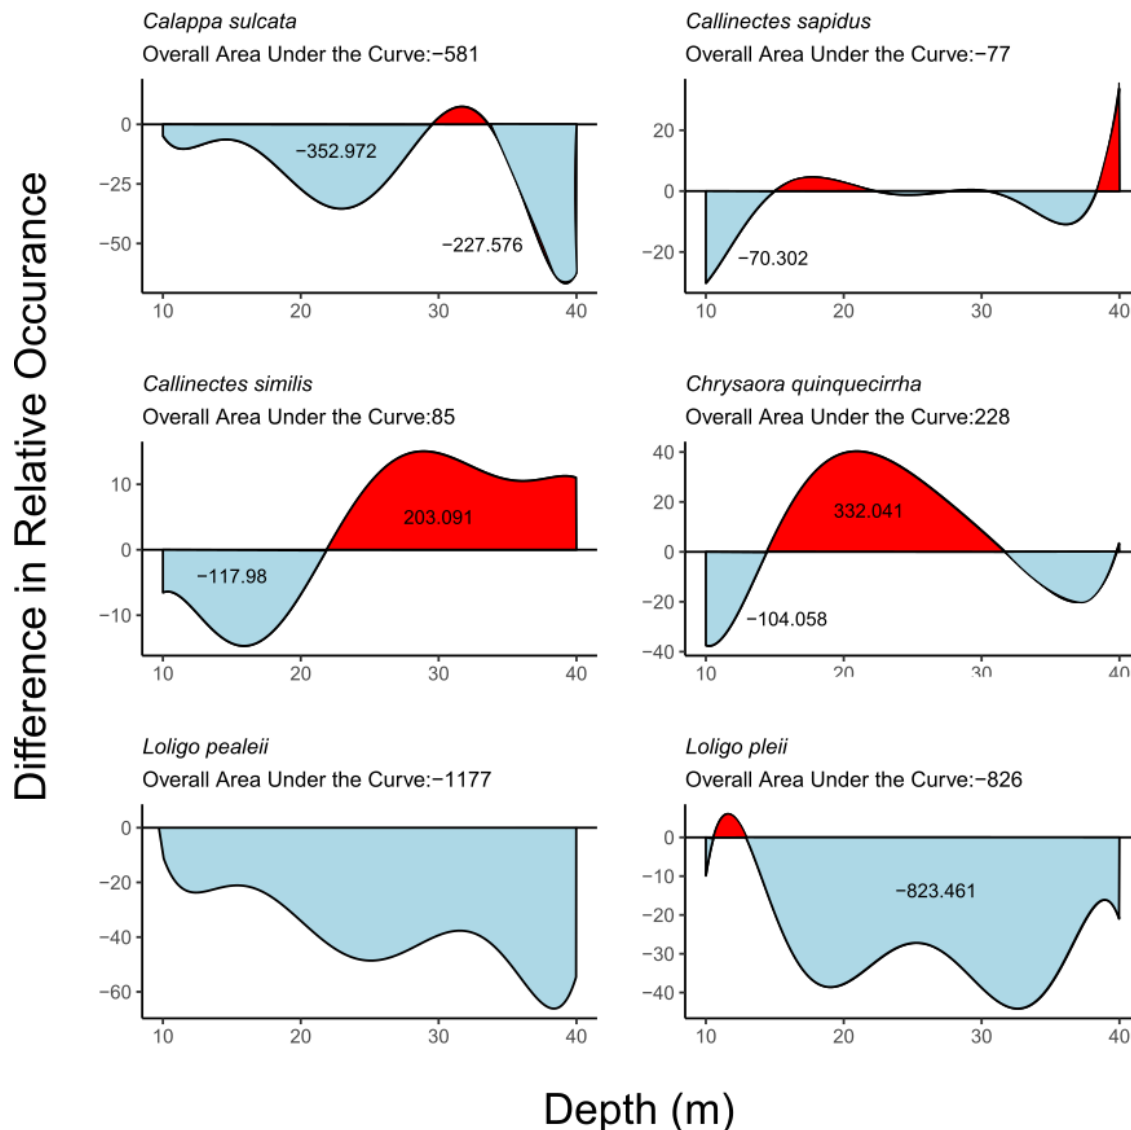 Difference in Relative Occurance
Calappa sulcata
Overall Area Under the Curve:−581
0
−25
−50
−352.972
−227.576
10 20 30 40
Callinectes sapidus
Overall Area Under the Curve:−77
20
0
−20
−70.302
10 20 30 40
Callinectes similis
Overall Area Under the Curve:85
10
0
−10
203.091
−117.98
10 20 30 40
Chrysaora quinquecirrha
Overall Area Under the Curve:228
40
20
0
−20
−40
332.041
−104.058
10 20 30 40
Loligo pealeii
Overall Area Under the Curve:−1177
0
−20
−40
−60
10 20 30 40
Loligo pleii
Overall Area Under the Curve:−826
0
−10
−20
−30
−40
−823.461
10 20 30 40
Depth (m)